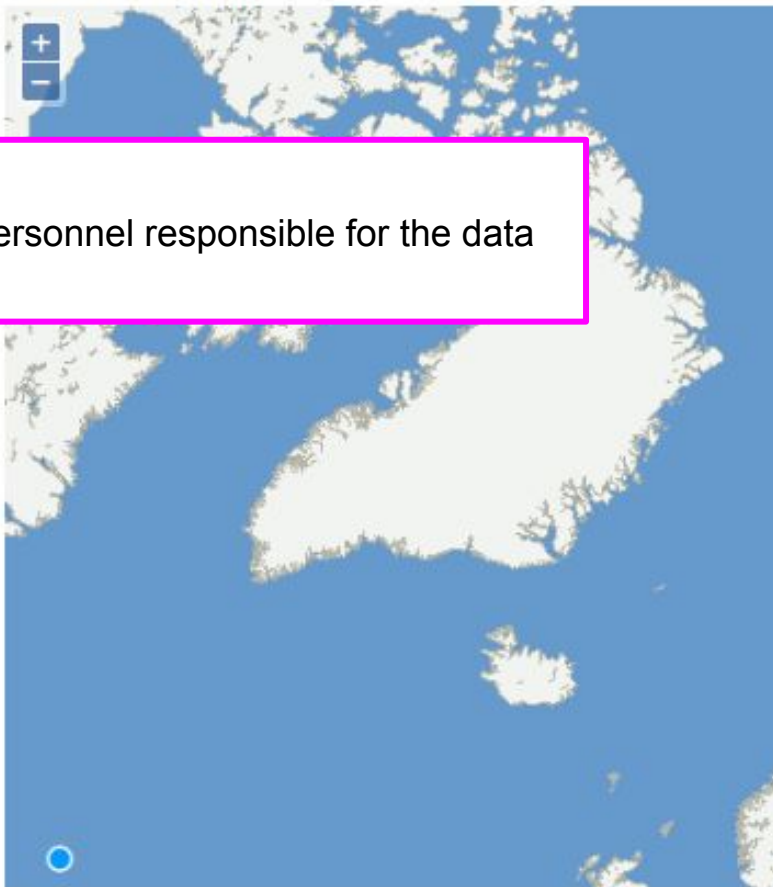 +
−
ersonnel responsible for the data